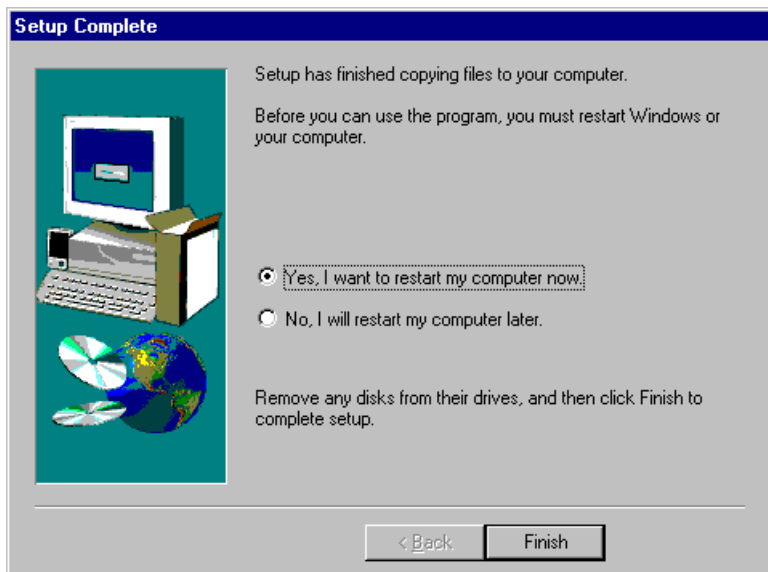 Setup Complete
Setup has finished copying files to your computer.
Before you can use the program, you must restart Windows or
your computer.
Yes, I want to restart my computer now.
No, I will restart my computer later.
Remove any disks from their drives, and then click Finish to
complete setup.
< Back
Finish